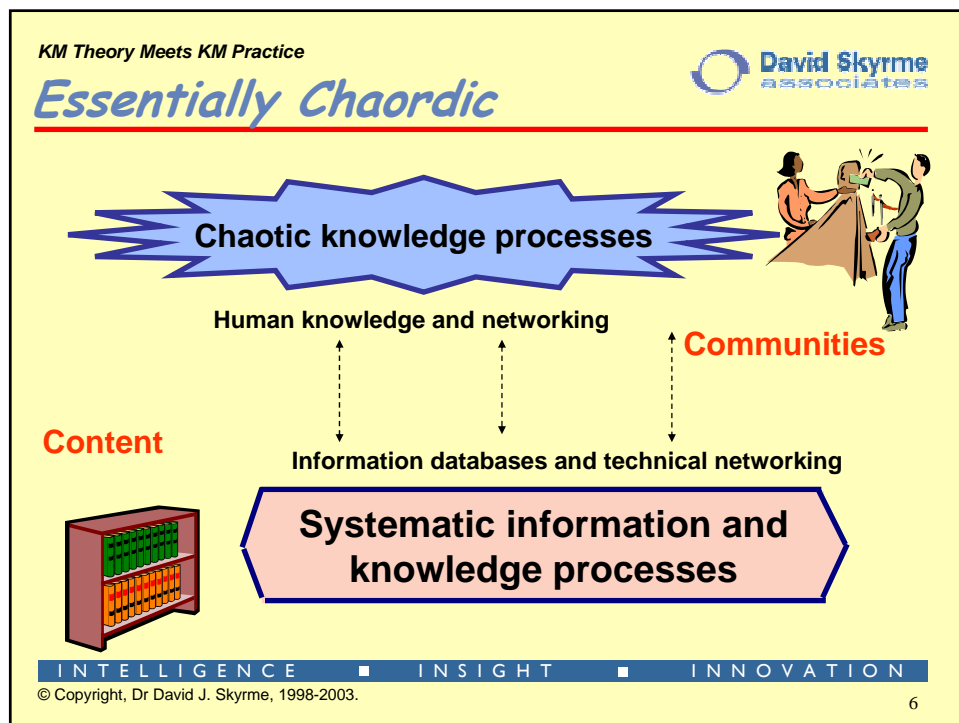 KM Theory Meets KM Practice
David Skyrme
associates
Essentially Chaordic
Chaotic knowledge processes
Human knowledge and networking
Communities
Content
Information databases and technical networking
Systematic information and
knowledge processes
INTELLIGENCE ■ INSIGHT ■ INNOVATION
© Copyright, Dr David J. Skyrme, 1998-2003.
6